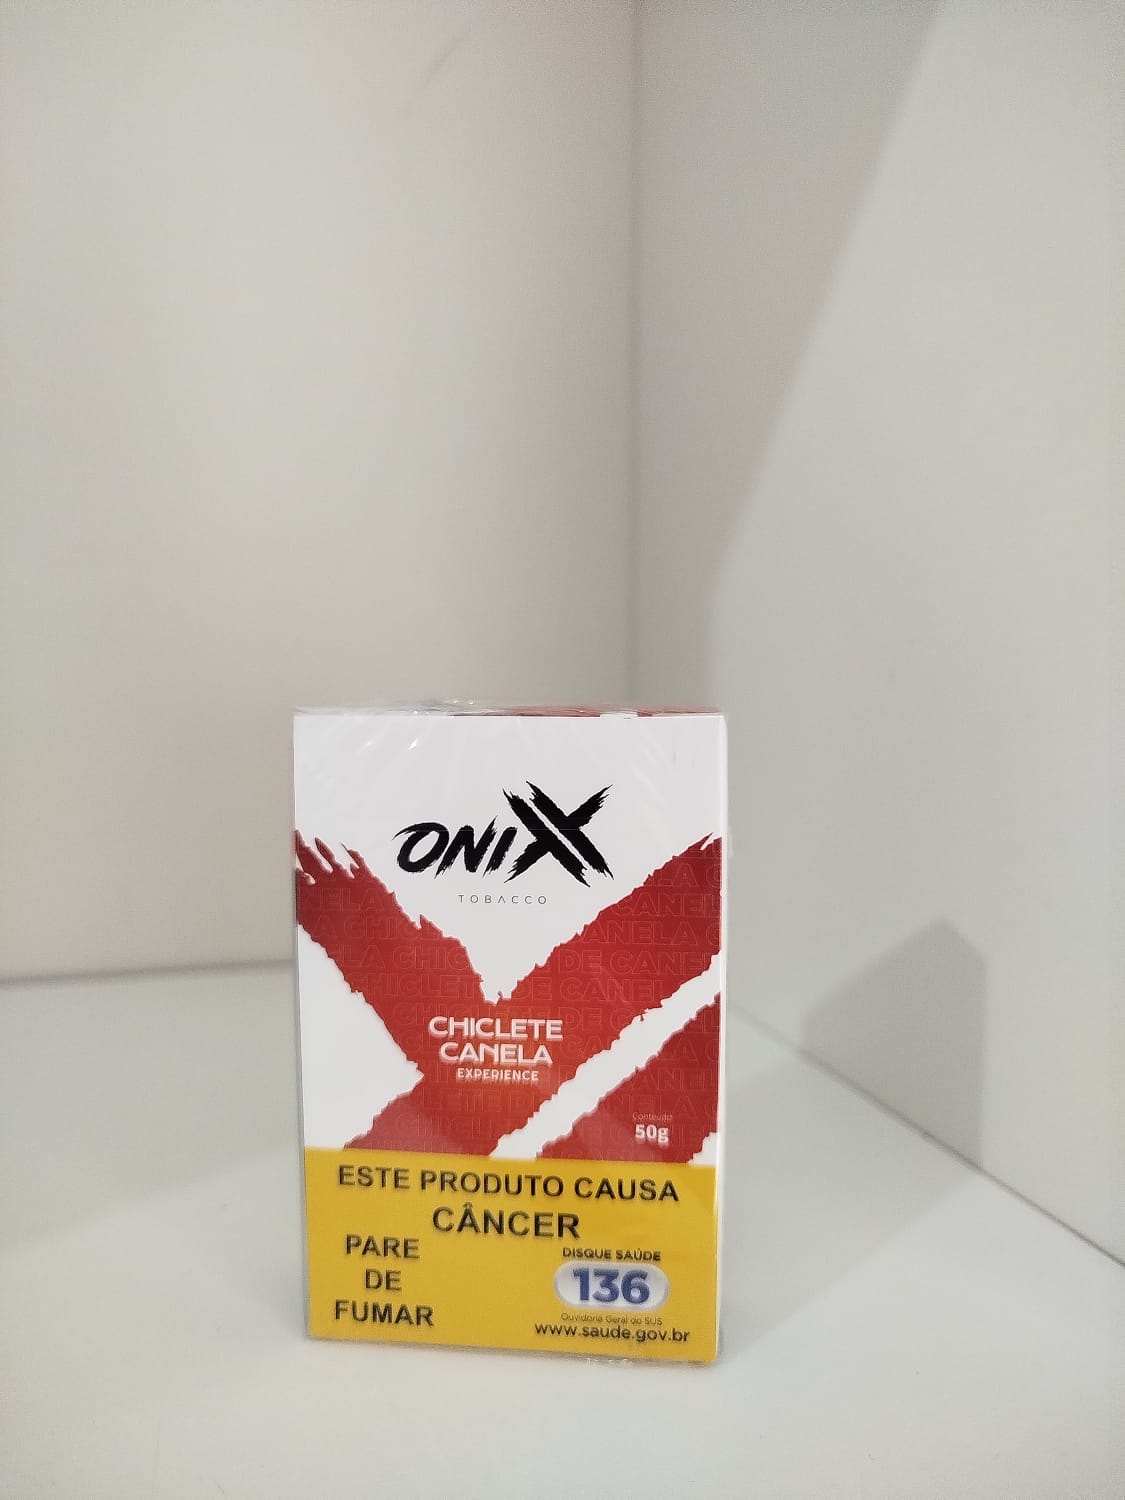 ONIX
TOBACCO
CHICLETE
CANELA
EXPERIENCE
Conteúdo
50g
ESTE PRODUTO CAUSA
CÂNCER
PARE
DE
FUMAR
DISQUE SAÚDE
136
Ouvidoria Geral do SUS
www.saude.gov.br